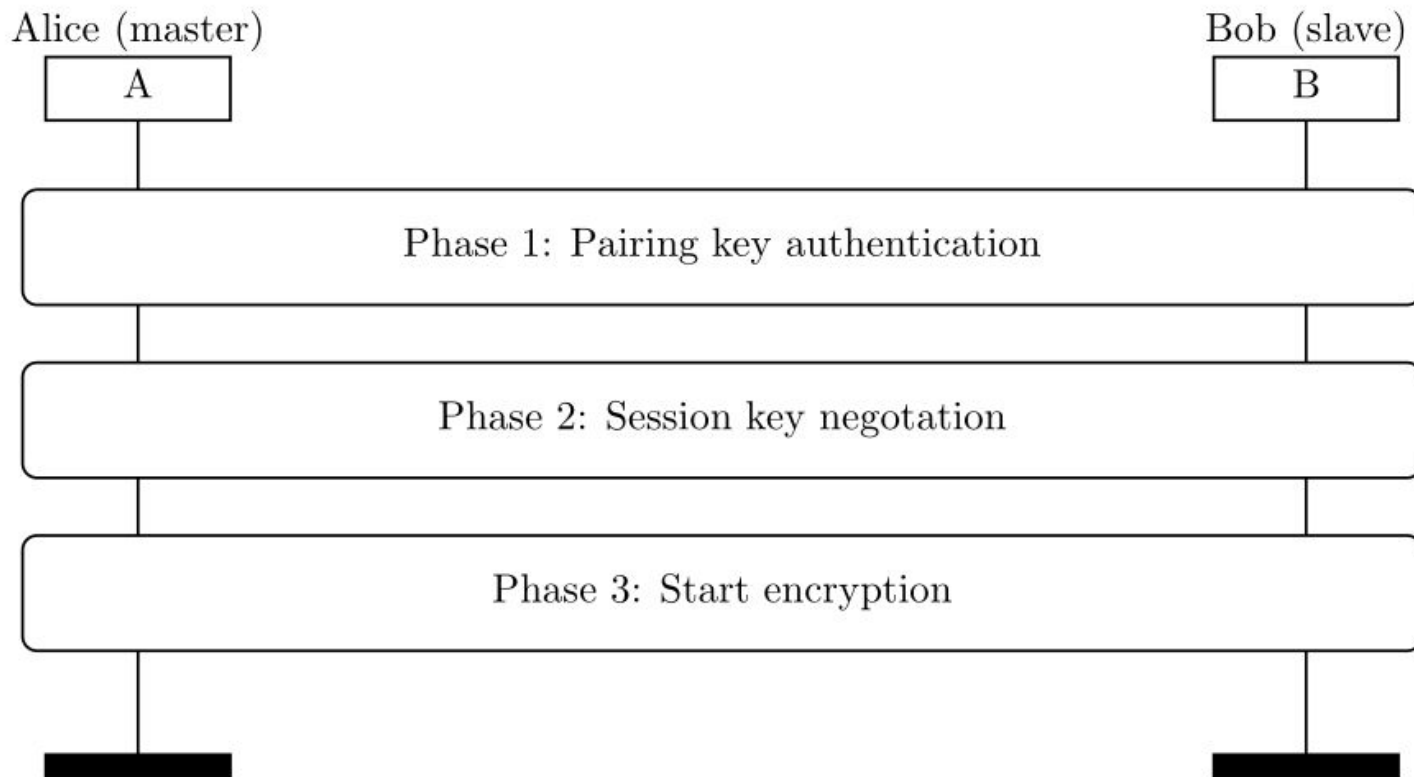 Alice (master)
Bob (slave)
A
B
Phase 1: Pairing key authentication
Phase 2: Session key negotation
Phase 3: Start encryption